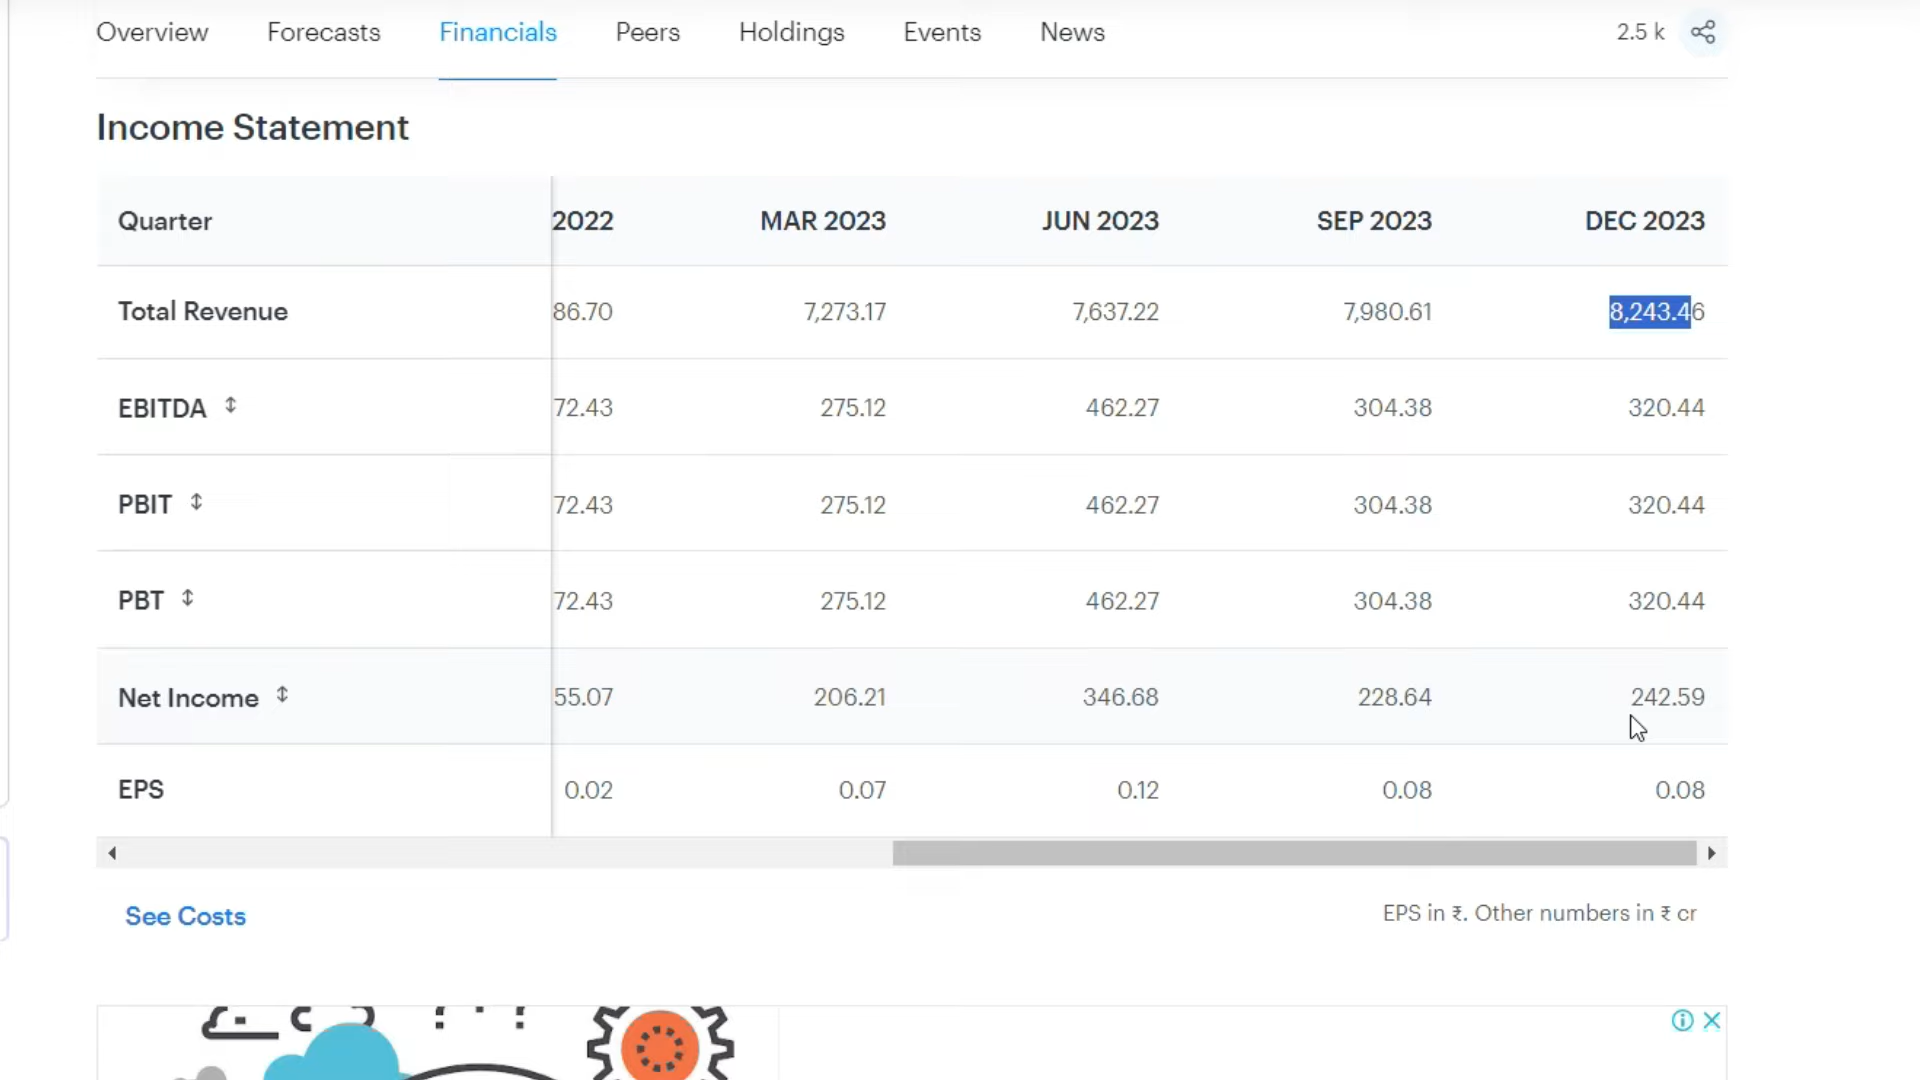 Overview Forecasts Financials Peers Holdings Events News 2.5 k
Income Statement
Quarter 2022 MAR 2023 JUN 2023 SEP 2023 DEC 2023
Total Revenue 86.70 7,273.17 7,637.22 7,980.61 8,243.46
EBITDA 72.43 275.12 462.27 304.38 320.44
PBIT 72.43 275.12 462.27 304.38 320.44
PBT 72.43 275.12 462.27 304.38 320.44
Net Income 55.07 206.21 346.68 228.64 242.59
EPS 0.02 0.07 0.12 0.08 0.08
See Costs EPS in ₹. Other numbers in ₹ cr